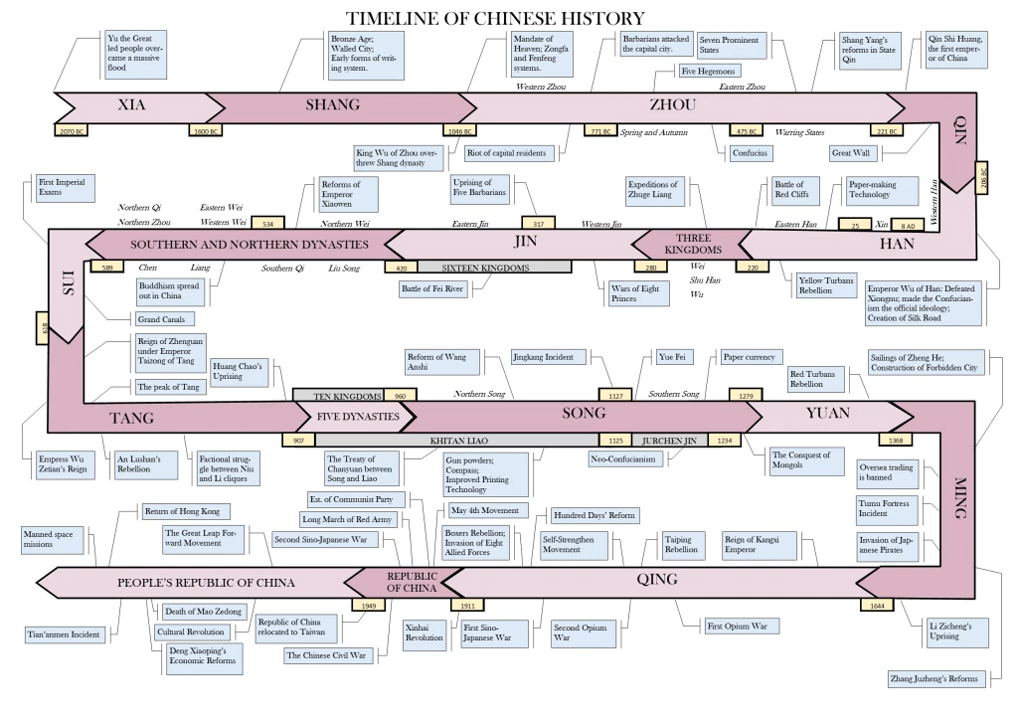 TIMELINE OF CHINESE HISTORY
Yu the Great
led people over-
came a massive
flood
Bronze Age;
Walled City;
Early forms of writ-
ing system.
Mandate of
Heaven; Zongfa
and Fenfeng
systems.
Barbarians attacked
the capital city.
Seven Prominent
States
Five Hegemons
Shang Yang's
reforms in State
Qin
Qin Shi Huang,
the first emper-
or of China
Western Zhou
Eastern Zhou
XIA
SHANG
ZHOU
QIN
2070 BC
1600 BC
1046 BC
771 BC
Spring and Autumn
475 BC
Warring States
221 BC
206 BC
King Wu of Zhou over-
threw Shang dynasty
Riot of capital residents
Confucius
Great Wall
First Imperial
Exams
Reforms of
Emperor
Xiaowen
Uprising of
Five Barbarians
Expeditions of
Zhuge Liang
Battle of
Red Cliffs
Paper-making
Technology
Western Han
Northern Qi
Eastern Wei
Northern Zhou
Western Wei
534
Northern Wei
Eastern Jin
317
Western Jin
Eastern Han
25
Xin
8 AD
SUI
SOUTHERN AND NORTHERN DYNASTIES
JIN
THREE
KINGDOMS
HAN
589
Chen
Liang
Southern Qi
Liu Song
420
SIXTEEN KINGDOMS
280
Wei
Shu Han
Wu
220
Buddhism spread
out in China
Battle of Fei River
Wars of Eight
Princes
Yellow Turbans
Rebellion
Emperor Wu of Han: Defeated
Xiongnu; made the Confucian-
ism the official ideology;
Creation of Silk Road
Grand Canals
618
Reign of Zhenguan
under Emperor
Taizong of Tang
Huang Chao's
Uprising
The peak of Tang
Reform of Wang
Anshi
Jingkang Incident
Yue Fei
Paper currency
Red Turbans
Rebellion
Sailings of Zheng He;
Construction of Forbidden City
TEN KINGDOMS
960
Northern Song
1127
Southern Song
1279
TANG
FIVE DYNASTIES
SONG
YUAN
MING
907
KHITAN LIAO
1125
JURCHEN JIN
1234
1368
Empress Wu
Zetian's Reign
An Lushan's
Rebellion
Factional strug-
gle between Niu
and Li cliques
The Treaty of
Chanyuan between
Song and Liao
Gun powders;
Compass;
Improved Printing
Technology
Neo-Confucianism
The Conquest of
Mongols
Oversea trading
is banned
Tumu Fortress
Incident
Invasion of Jap-
anese Pirates
Manned space
missions
Return of Hong Kong
The Great Leap For-
ward Movement
Est. of Communist Party
Long March of Red Army
Second Sino-Japanese War
May 4th Movement
Boxers Rebellion;
Invasion of Eight
Allied Forces
Hundred Days' Reform
Self-Strengthen
Movement
Taiping
Rebellion
Reign of Kangxi
Emperor
PEOPLE'S REPUBLIC OF CHINA
REPUBLIC
OF CHINA
QING
1949
1911
1644
Tian'anmen Incident
Death of Mao Zedong
Cultural Revolution
Deng Xiaoping's
Economic Reforms
Republic of China
relocated to Taiwan
The Chinese Civil War
Xinhai
Revolution
First Sino-
Japanese War
Second Opium
War
First Opium War
Li Zicheng's
Uprising
Zhang Juzheng's Reforms